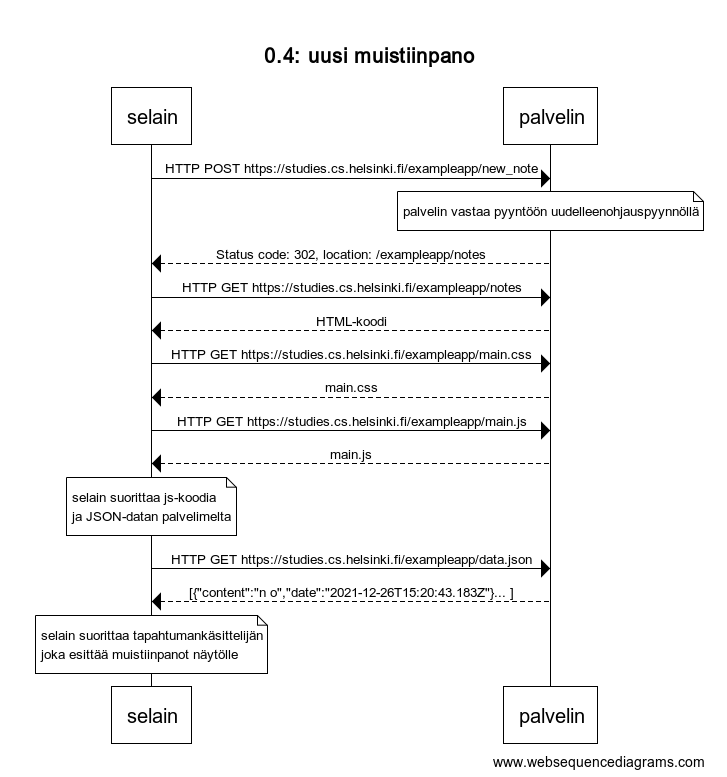 0.4: uusi muistiinpano
selain
palvelin
HTTP POST https://studies.cs.helsinki.fi/exampleapp/new_note
palvelin vastaa pyyntöön uudelleenohjauspyynnöllä
Status code: 302, location: /exampleapp/notes
HTTP GET https://studies.cs.helsinki.fi/exampleapp/notes
HTML-koodi
HTTP GET https://studies.cs.helsinki.fi/exampleapp/main.css
main.css
HTTP GET https://studies.cs.helsinki.fi/exampleapp/main.js
main.js
selain suorittaa js-koodia
ja JSON-datan palvelimelta
HTTP GET https://studies.cs.helsinki.fi/exampleapp/data.json
[{"content":"n o","date":"2021-12-26T15:20:43.183Z"}... ]
selain suorittaa tapahtumankäsittelijän
joka esittää muistiinpanot näytölle
selain
palvelin
www.websequencediagrams.com